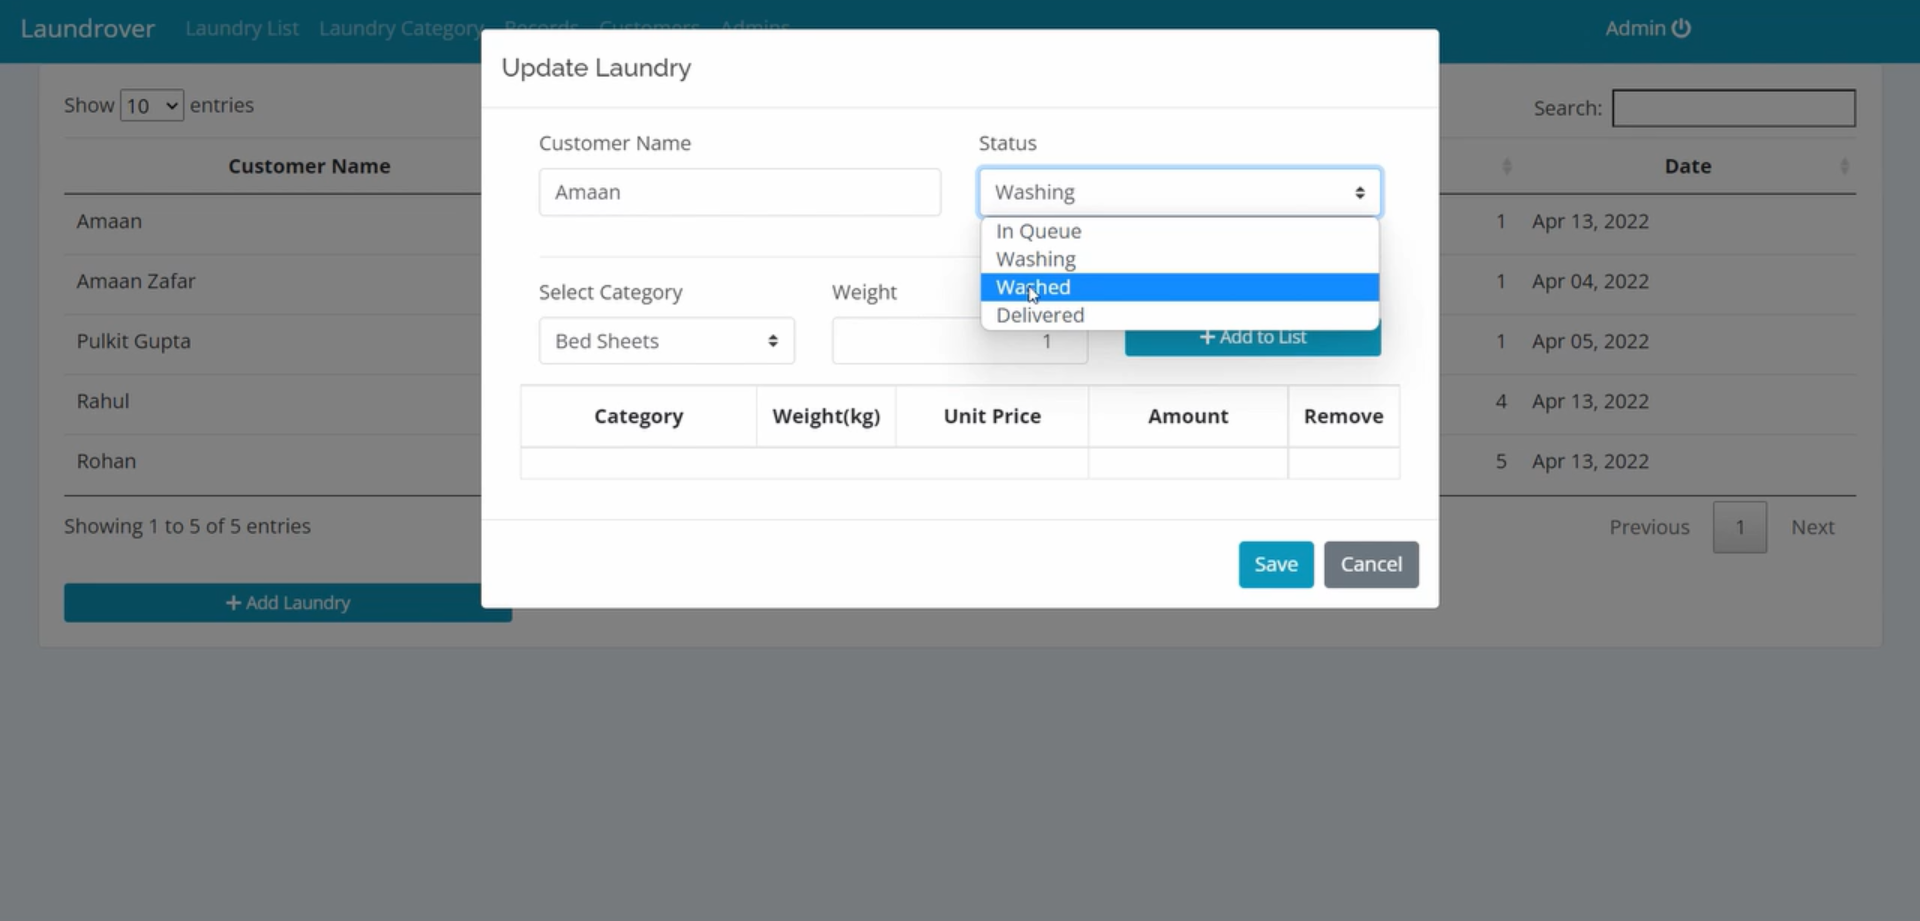 Laundrover Laundry List Laundry Category Records Customers Admins Admin
Update Laundry
Show 10 entries
Search:
Customer Name
Status
Customer Name
Date
Amaan
Washing
Amaan
1 Apr 13, 2022
In Queue
Washing
Washed
Delivered
Amaan Zafar
1 Apr 04, 2022
Select Category
Weight
Pulkit Gupta
Bed Sheets
1
+ Add to List
1 Apr 05, 2022
Rahul
Category Weight(kg) Unit Price Amount Remove
4 Apr 13, 2022
Rohan
5 Apr 13, 2022
Showing 1 to 5 of 5 entries
Previous 1 Next
Save Cancel
+ Add Laundry